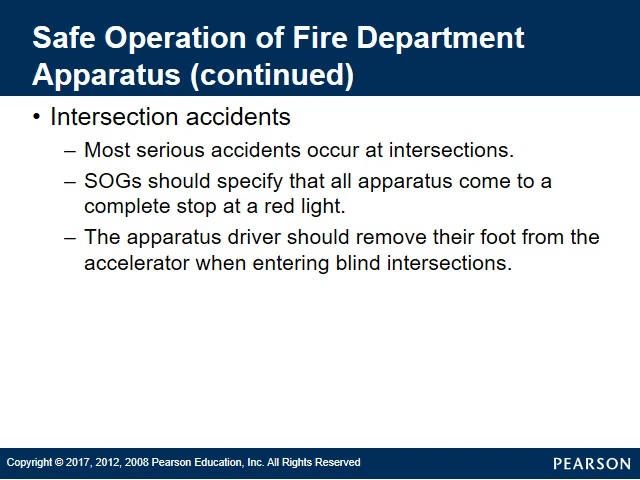 Safe Operation of Fire Department
Apparatus (continued)
• Intersection accidents
– Most serious accidents occur at intersections.
– SOGs should specify that all apparatus come to a
complete stop at a red light.
– The apparatus driver should remove their foot from the
accelerator when entering blind intersections.
Copyright © 2017, 2012, 2008 Pearson Education, Inc. All Rights Reserved
PEARSON